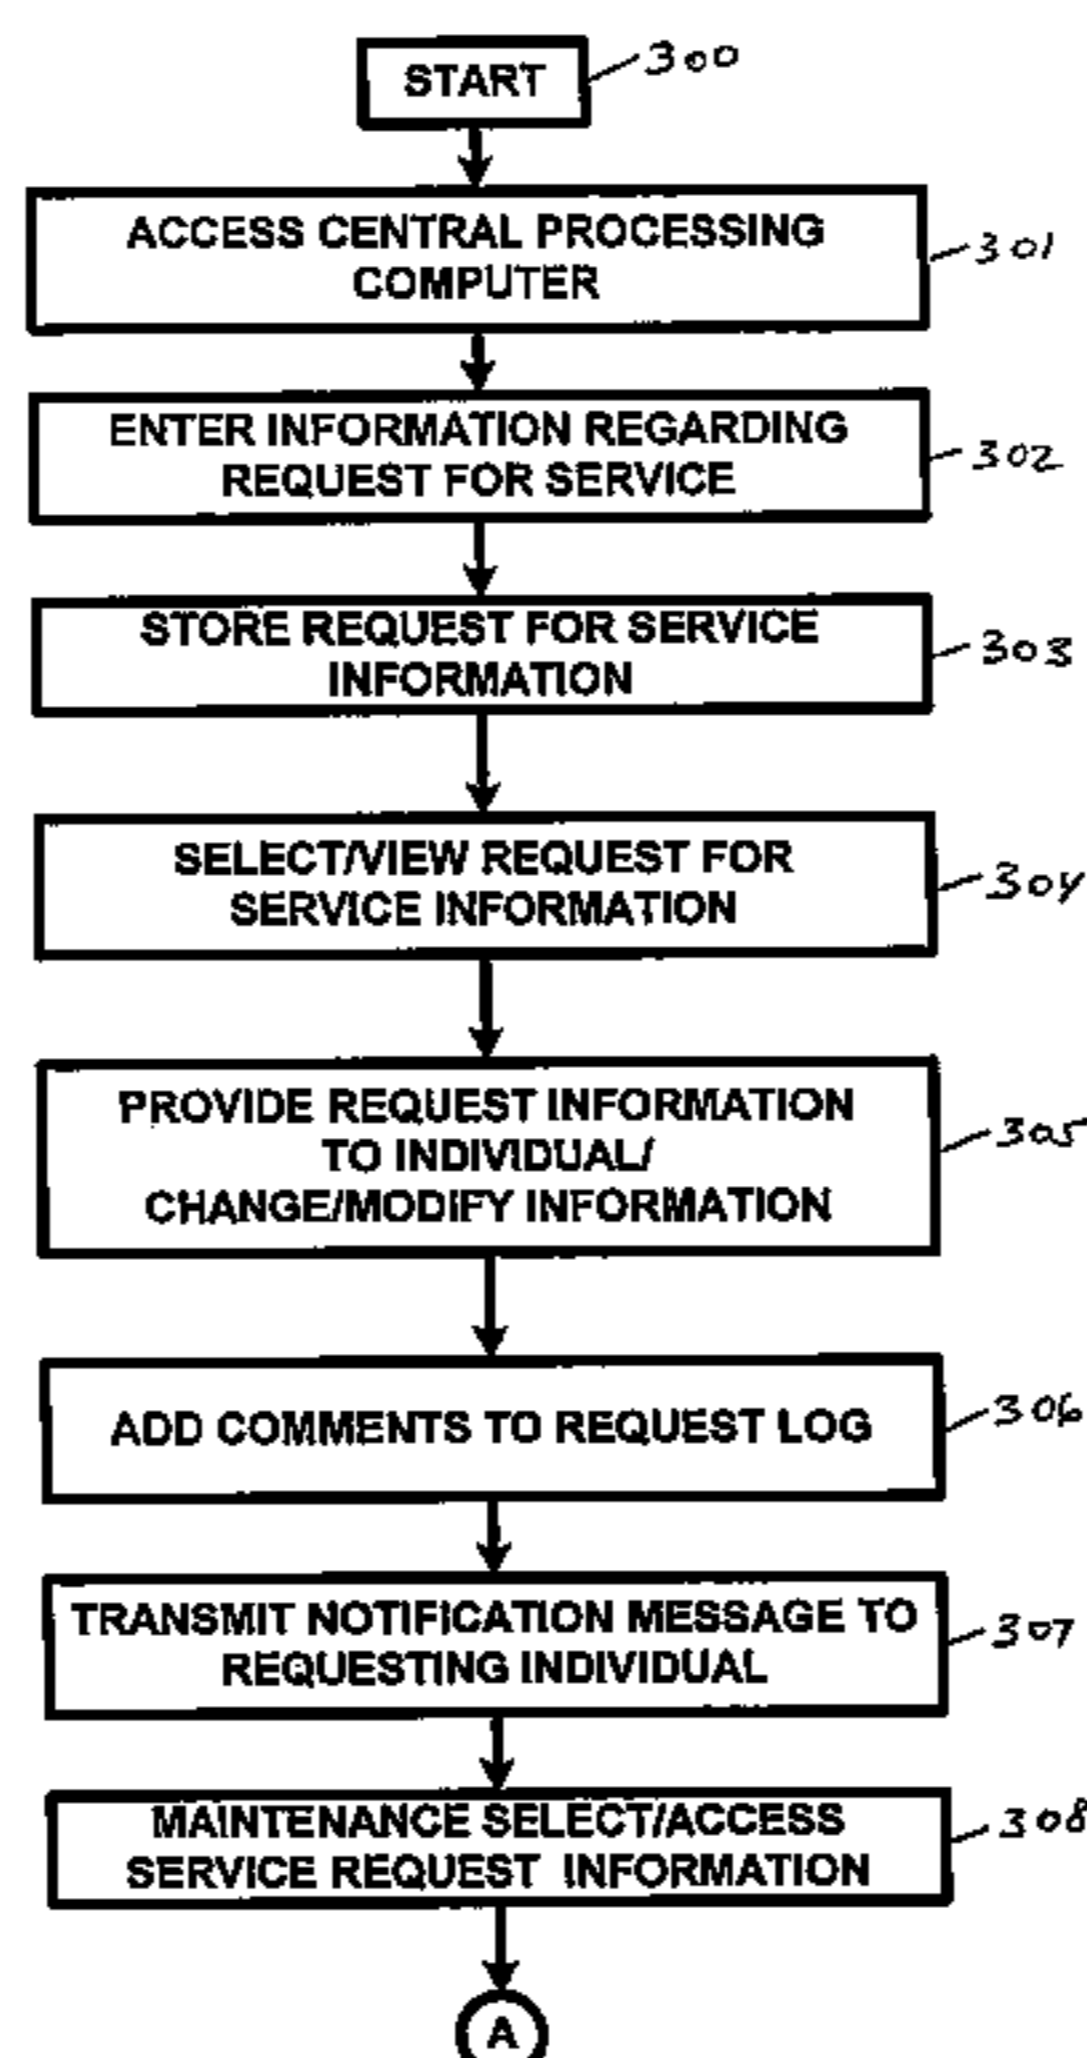 START
300
ACCESS CENTRAL PROCESSING
COMPUTER
301
ENTER INFORMATION REGARDING
REQUEST FOR SERVICE
302
STORE REQUEST FOR SERVICE
INFORMATION
303
SELECT/VIEW REQUEST FOR
SERVICE INFORMATION
304
PROVIDE REQUEST INFORMATION
TO INDIVIDUAL/
CHANGE/MODIFY INFORMATION
305
ADD COMMENTS TO REQUEST LOG
306
TRANSMIT NOTIFICATION MESSAGE TO
REQUESTING INDIVIDUAL
307
MAINTENANCE SELECT/ACCESS
SERVICE REQUEST INFORMATION
308
A